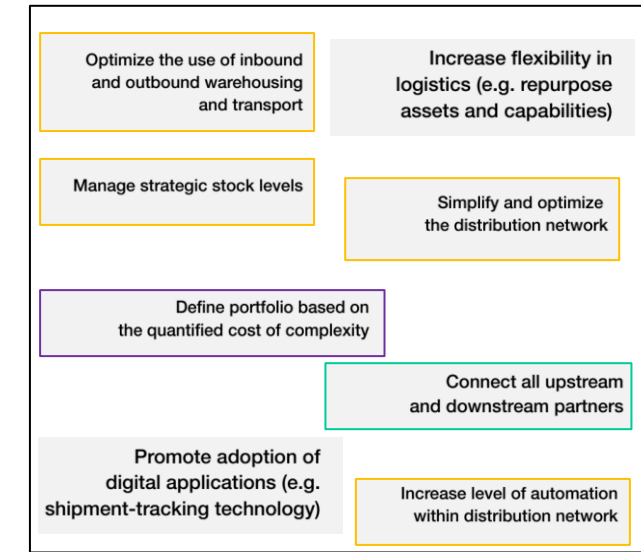 Optimize the use of inbound
and outbound warehousing
and transport
Increase flexibility in
logistics (e.g. repurpose
assets and capabilities)
Manage strategic stock levels
Simplify and optimize
the distribution network
Define portfolio based on
the quantified cost of complexity
Connect all upstream
and downstream partners
Promote adoption of
digital applications (e.g.
shipment-tracking technology)
Increase level of automation
within distribution network